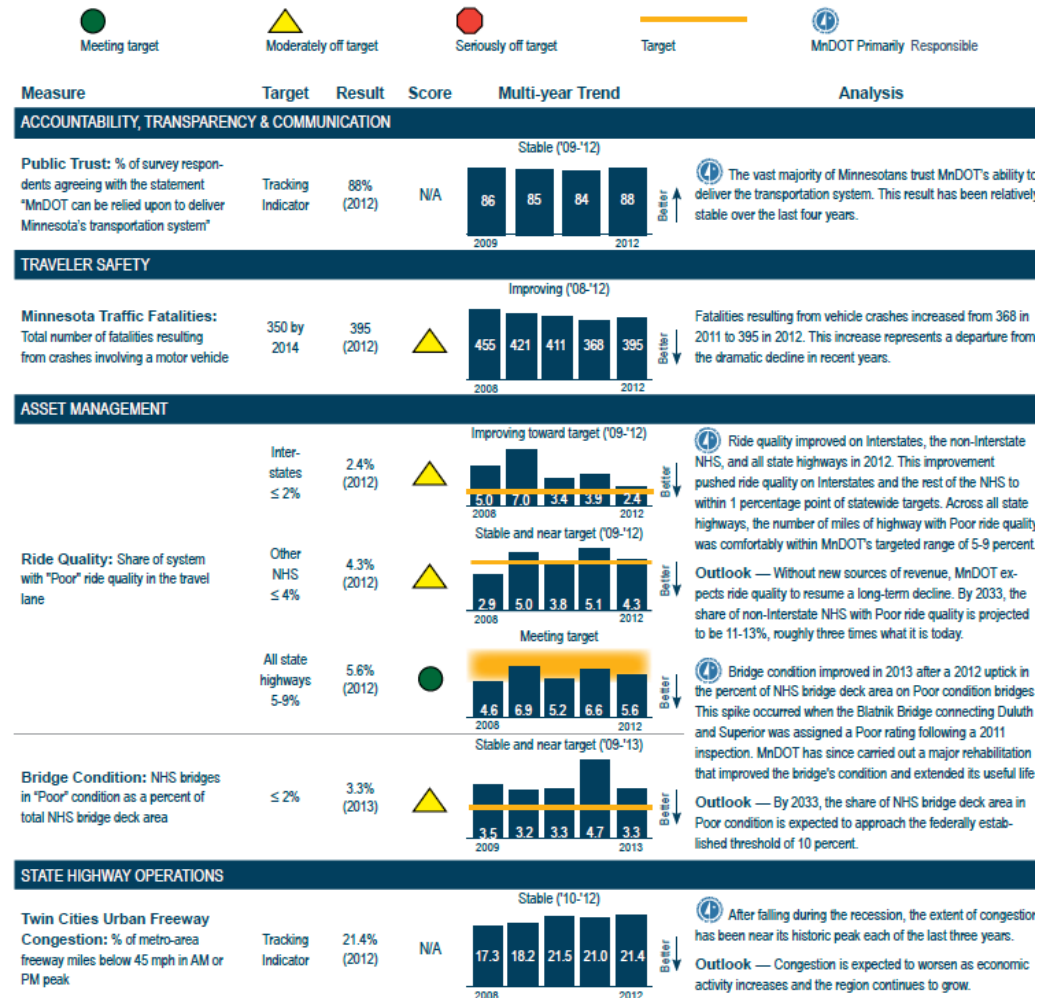 Meeting target
Moderately off target
Seriously off target
Target
MnDOT Primarily Responsible
Measure
Target
Result
Score
Multi-year Trend
Analysis
ACCOUNTABILITY, TRANSPARENCY & COMMUNICATION
Public Trust: % of survey respon-
dents agreeing with the statement
“MnDOT can be relied upon to deliver
Minnesota's transportation system”
Tracking
Indicator
88%
(2012)
N/A
Stable ('09-'12)
86
85
84
88
2009
2012
Better
The vast majority of Minnesotans trust MnDOT's ability to
deliver the transportation system. This result has been relatively
stable over the last four years.
TRAVELER SAFETY
Minnesota Traffic Fatalities:
Total number of fatalities resulting
from crashes involving a motor vehicle
350 by
2014
395
(2012)
Improving ('08-'12)
455
421
411
368
395
2008
2012
Better
Fatalities resulting from vehicle crashes increased from 368 in
2011 to 395 in 2012. This increase represents a departure from
the dramatic decline in recent years.
ASSET MANAGEMENT
Ride Quality: Share of system
with "Poor" ride quality in the travel
lane
Inter-
states
≤ 2%
2.4%
(2012)
Improving toward target ('09-'12)
5.0
7.0
3.4
3.9
2.4
2008
2012
Better
Other
NHS
≤ 4%
4.3%
(2012)
Stable and near target ('09-'12)
2.9
5.0
3.8
5.1
4.3
2008
2012
Better
All state
highways
5-9%
5.6%
(2012)
Meeting target
4.6
6.9
5.2
6.6
5.6
2008
2012
Better
Ride quality improved on Interstates, the non-Interstate
NHS, and all state highways in 2012. This improvement
pushed ride quality on Interstates and the rest of the NHS to
within 1 percentage point of statewide targets. Across all state
highways, the number of miles of highway with Poor ride quality
was comfortably within MnDOT's targeted range of 5-9 percent
Outlook — Without new sources of revenue, MnDOT ex-
pects ride quality to resume a long-term decline. By 2033, the
share of non-Interstate NHS with Poor ride quality is projected
to be 11-13%, roughly three times what it is today.
Bridge Condition: NHS bridges
in “Poor” condition as a percent of
total NHS bridge deck area
≤ 2%
3.3%
(2013)
Stable and near target ('09-'13)
3.5
3.2
3.3
4.7
3.3
2009
2013
Better
Bridge condition improved in 2013 after a 2012 uptick in
the percent of NHS bridge deck area on Poor condition bridges
This spike occurred when the Blatnik Bridge connecting Duluth
and Superior was assigned a Poor rating following a 2011
inspection. MnDOT has since carried out a major rehabilitation
that improved the bridge's condition and extended its useful life
Outlook — By 2033, the share of NHS bridge deck area in
Poor condition is expected to approach the federally estab-
lished threshold of 10 percent.
STATE HIGHWAY OPERATIONS
Twin Cities Urban Freeway
Congestion: % of metro-area
freeway miles below 45 mph in AM or
PM peak
Tracking
Indicator
21.4%
(2012)
N/A
Stable ('10-'12)
17.3
18.2
21.5
21.0
21.4
2008
2012
Better
After falling during the recession, the extent of congestion
has been near its historic peak each of the last three years.
Outlook — Congestion is expected to worsen as economic
activity increases and the region continues to grow.